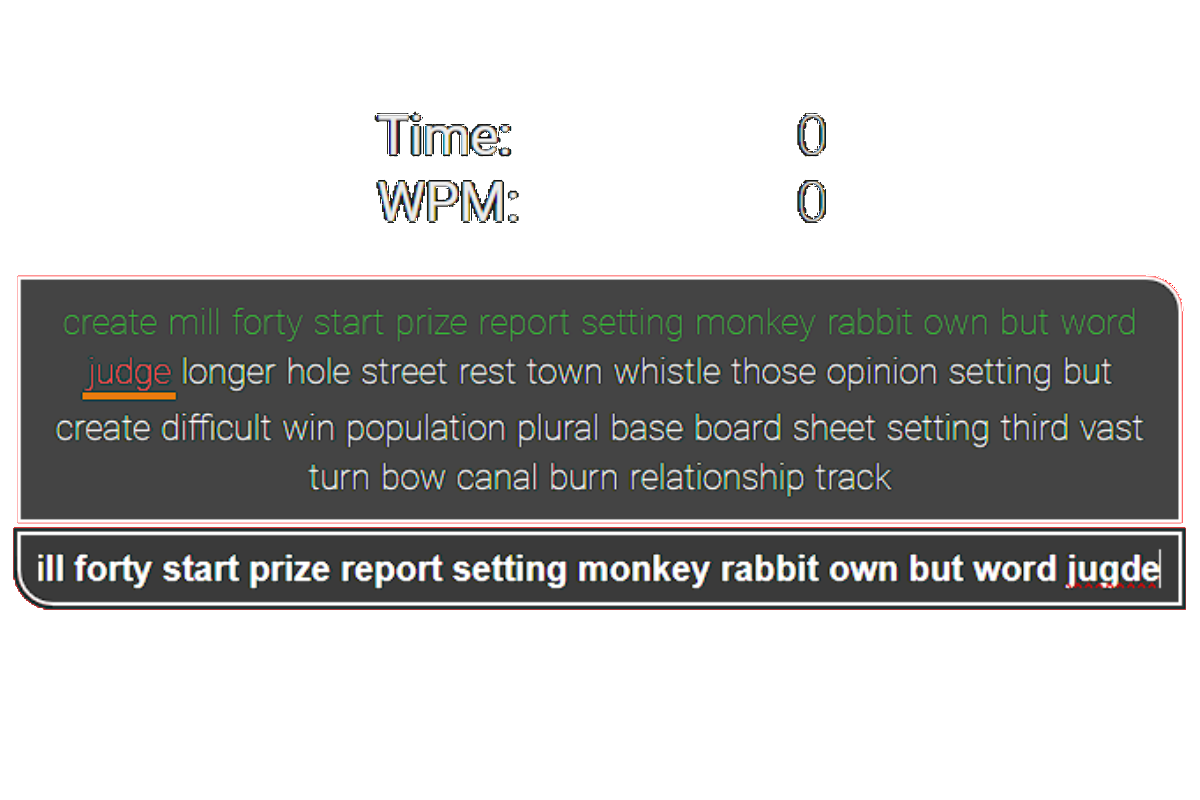 Time: 0
WPM: 0
create mill forty start prize report setting monkey rabbit own but word
judge longer hole street rest town whistle those opinion setting but
create difficult win population plural base board sheet setting third vast
turn bow canal burn relationship track
ill forty start prize report setting monkey rabbit own but word jugde